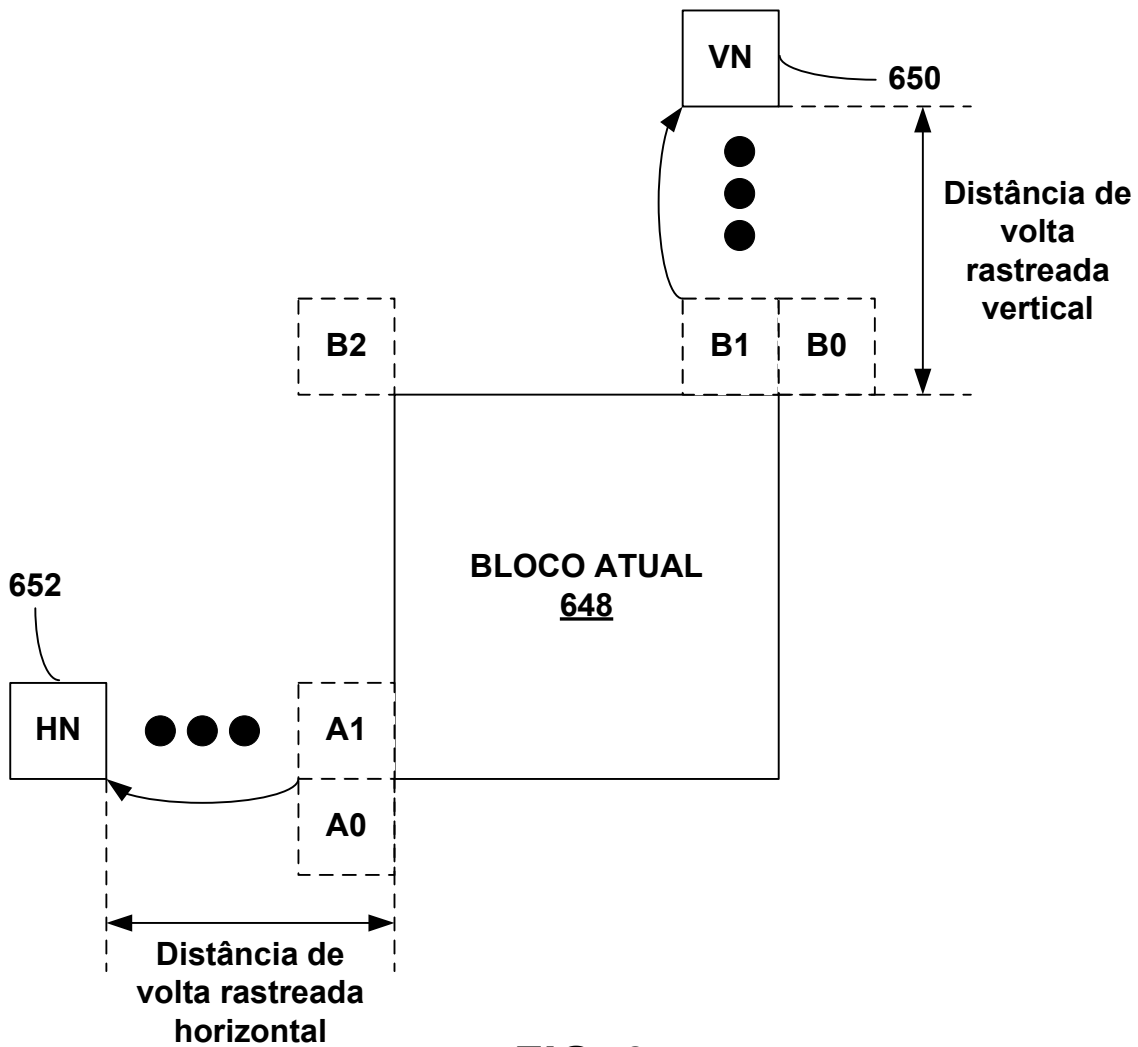 VN
650
Distância de
volta
rastreada
vertical
B2
B1
B0
BLOCO ATUAL
648
652
HN
A1
A0
Distância de
volta rastreada
horizontal